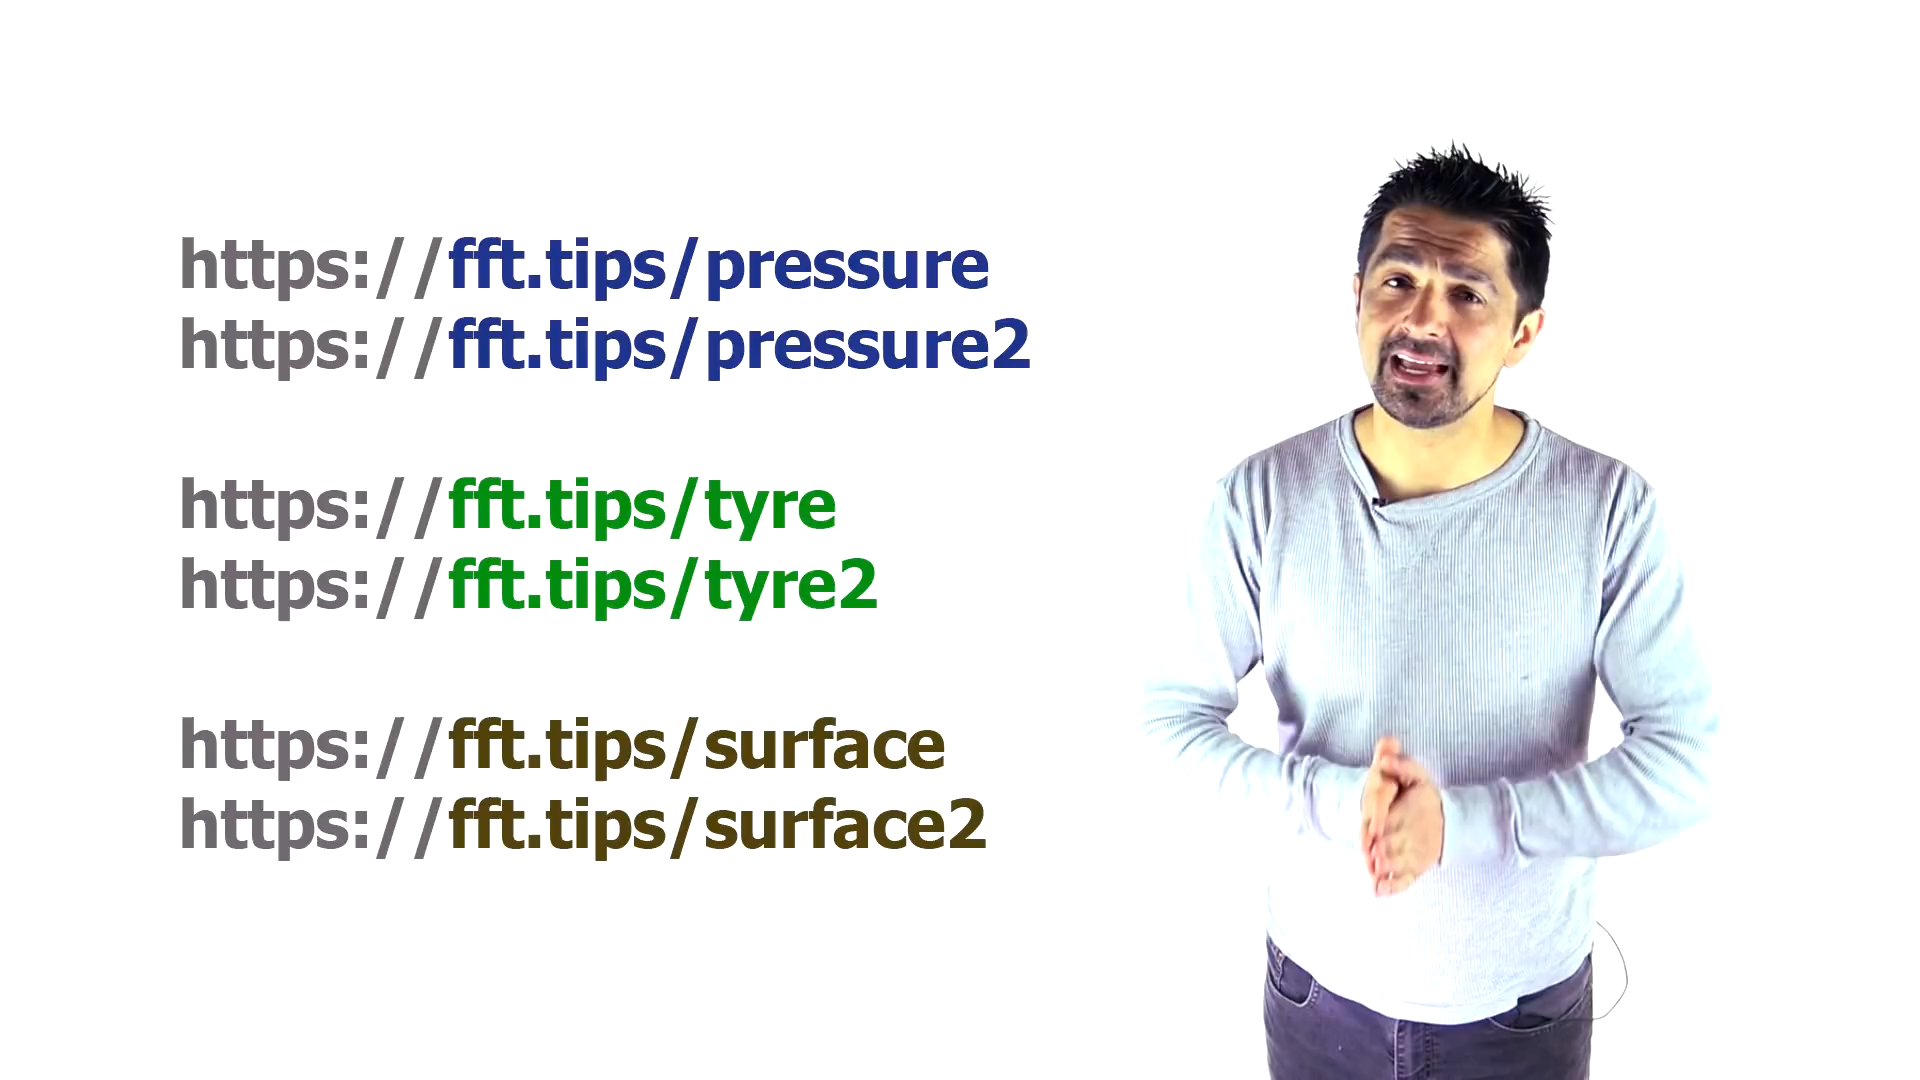 https://fft.tips/pressure
https://fft.tips/pressure2
https://fft.tips/tyre
https://fft.tips/tyre2
https://fft.tips/surface
https://fft.tips/surface2